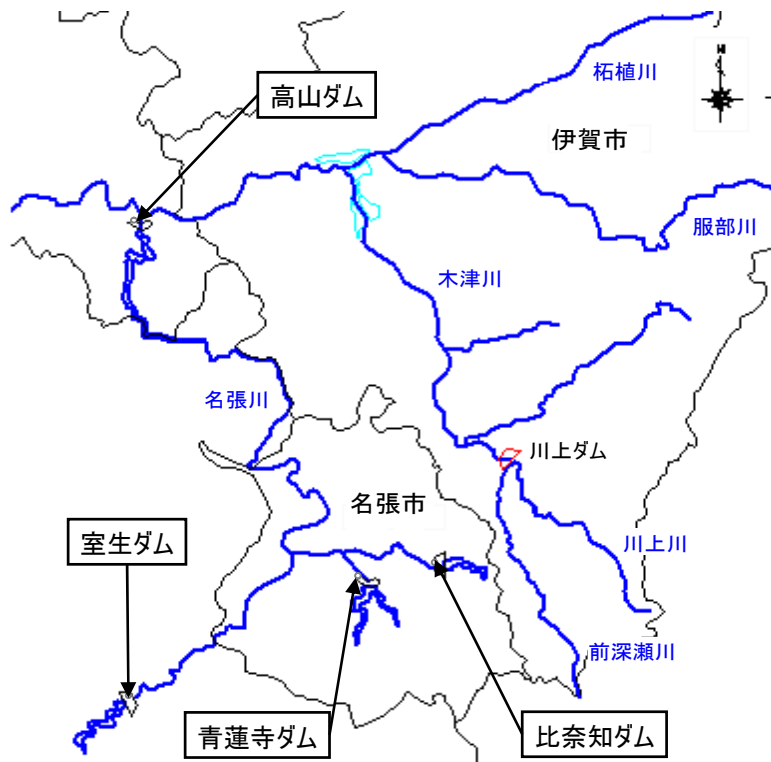 柘植川
高山ダム
N
伊賀市
服部川
木津川
名張川
川上ダム
名張市
室生ダム
川上川
前深瀬川
青蓮寺ダム
比奈知ダム